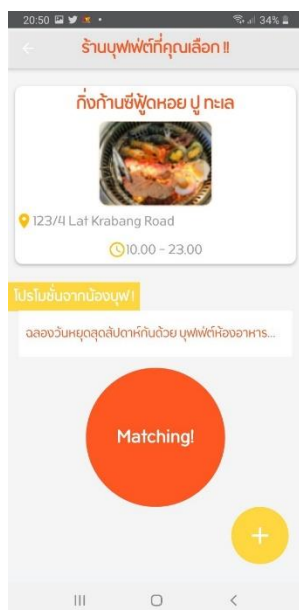 20:50
34%
ร้านบุฟเฟ่ต์ที่คุณเลือก !!
กิ่งก้านซีฟู้ดหอย ปู ทะเล
123/4 Lat Krabang Road
10.00 - 23.00
โปรโมชั่นจากน้องบุฟ !
ฉลองวันหยุดสุดสัปดาห์กันด้วย บุฟเฟ่ต์ห้องอาหาร...
Matching!
+